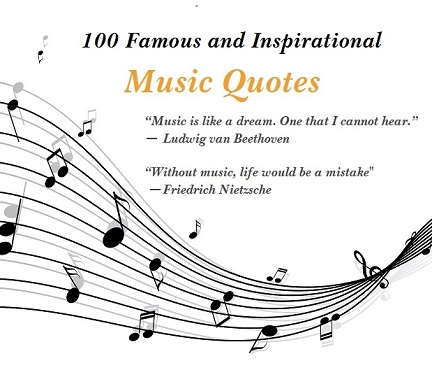 100 Famous and Inspirational
Music Quotes
“Music is like a dream. One that I cannot hear.”
— Ludwig van Beethoven
“Without music, life would be a mistake"
— Friedrich Nietzsche